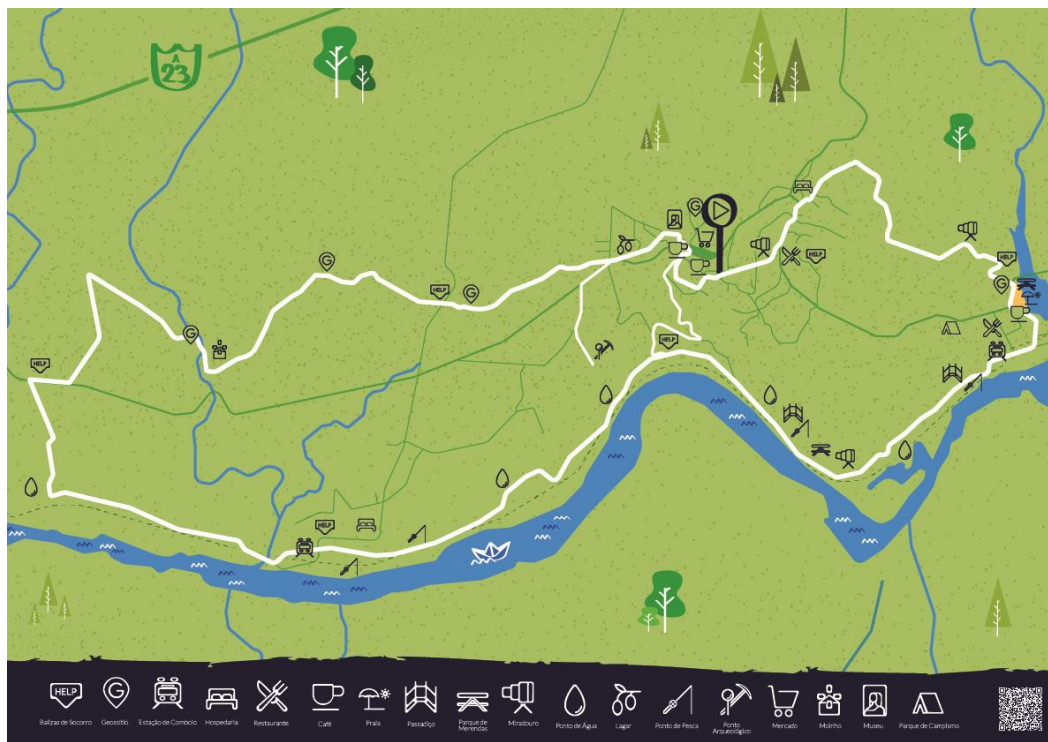 A
23
G
HELP
HELP
G
G
HELP
G
G
HELP
HELP
HELP
HELP
G
Balizas de Socorro
Geossítio
Estação de Comboio
Hospedaria
Restaurante
Café
Praia
Passadiço
Parque de
Merendas
Miradouro
Ponto de Água
Lagar
Ponto de Pesca
Ponto
Arqueológico
Mercado
Moinho
Museu
Parque de Campismo